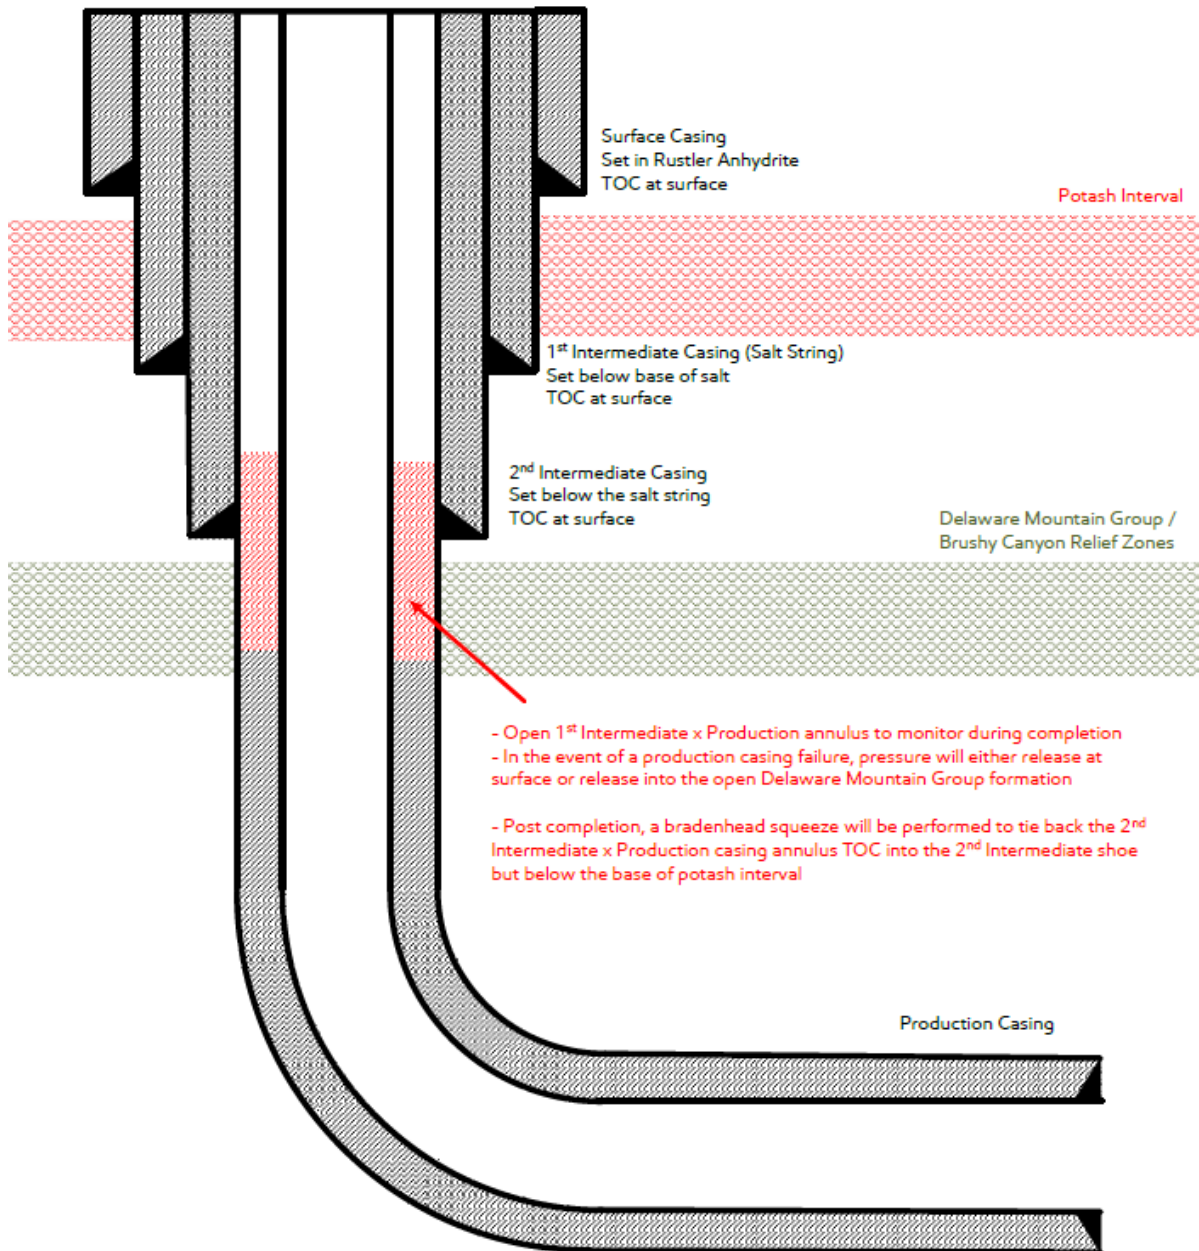 Surface Casing
Set in Rustler Anhydrite
TOC at surface
Potash Interval
1st Intermediate Casing (Salt String)
Set below base of salt
TOC at surface
2nd Intermediate Casing
Set below the salt string
TOC at surface
Delaware Mountain Group /
Brushy Canyon Relief Zones
- Open 1st Intermediate x Production annulus to monitor during completion
- In the event of a production casing failure, pressure will either release at
surface or release into the open Delaware Mountain Group formation
- Post completion, a bradenhead squeeze will be performed to tie back the 2nd
Intermediate x Production casing annulus TOC into the 2nd Intermediate shoe
but below the base of potash interval
Production Casing